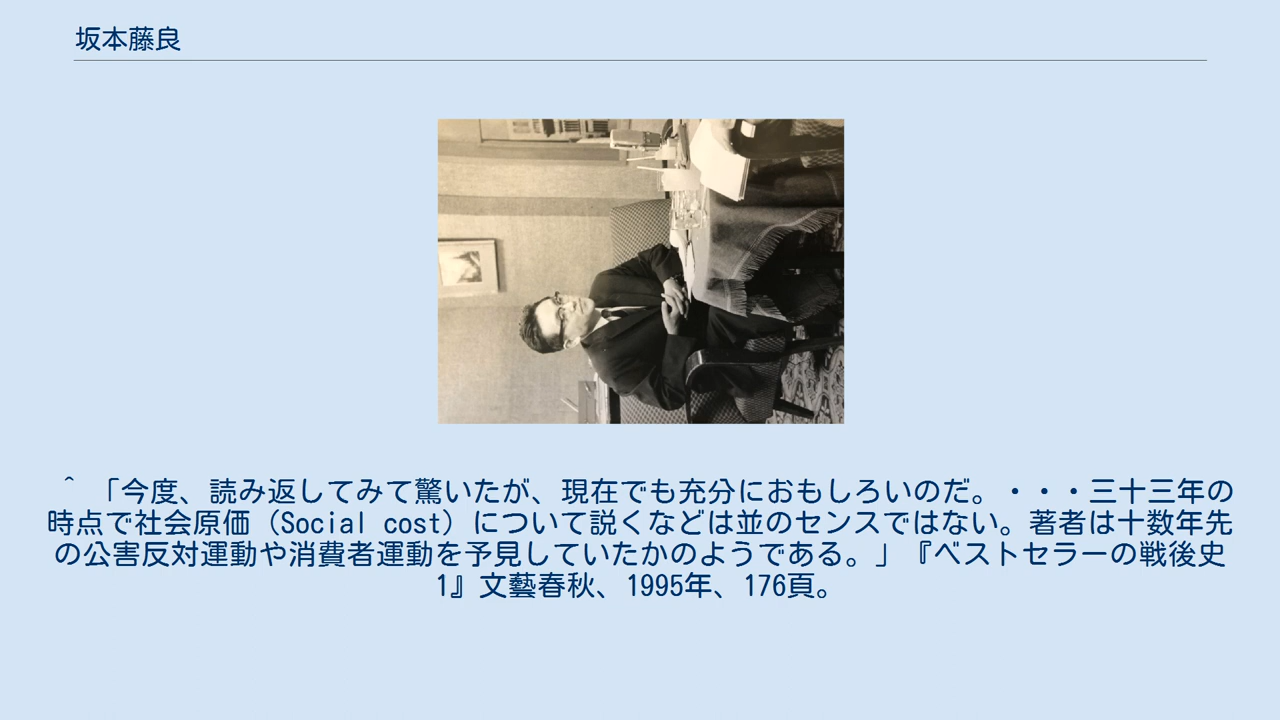 坂本藤良
^ 「今度、読み返してみて驚いたが、現在でも充分におもしろいのだ。・・・三十三年の
時点で社会原価（Social cost）について説くなどは並のセンスではない。著者は十数年先
の公害反対運動や消費者運動を予見していたかのようである。」『ベストセラーの戦後史
1』文藝春秋、1995年、176頁。